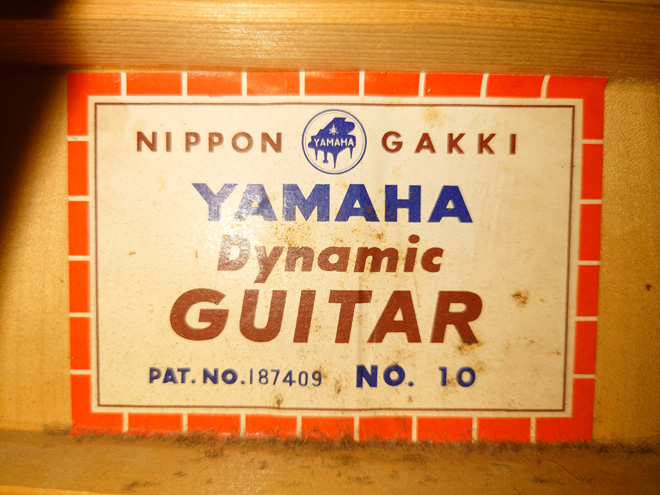 NIPPON YAMAHA GAKKI
YAMAHA
Dynamic
GUITAR
PAT. NO. 187409 NO. 10